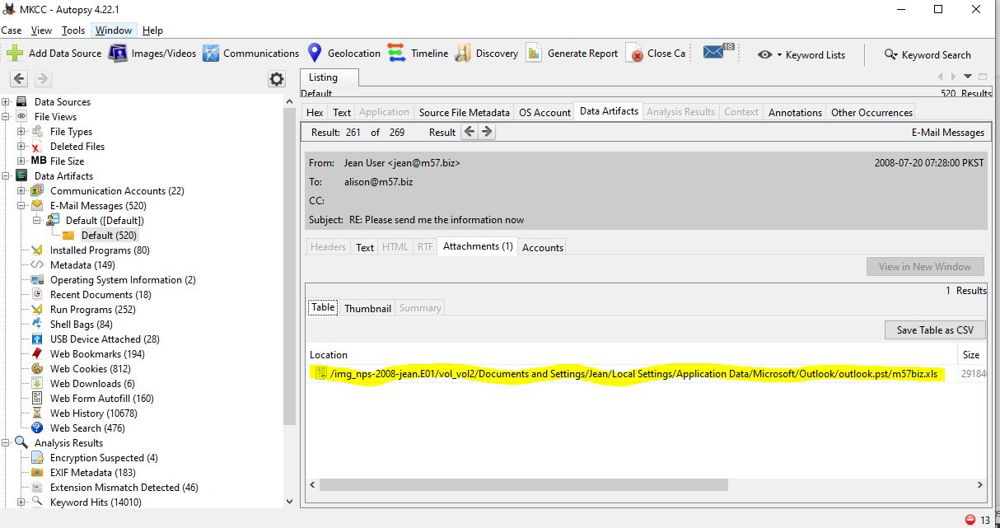 MKCC - Autopsy 4.22.1
Case View Tools Window Help
Add Data Source Images/Videos Communications Geolocation Timeline Discovery Generate Report Close Ca 18 Keyword Lists Keyword Search
Listing
Default 520 Results
Hex Text Application Source File Metadata OS Account Data Artifacts Analysis Results Context Annotations Other Occurrences
Result: 261 of 269 Result E-Mail Messages
From: Jean User <jean@m57.biz> 2008-07-20 07:28:00 PKST
To: alison@m57.biz
CC:
Subject: RE: Please send me the information now
Headers Text HTML RTF Attachments (1) Accounts
View in New Window
1 Results
Table Thumbnail Summary
Save Table as CSV
Location Size
/img_nps-2008-jean.E01/vol_vol2/Documents and Settings/Jean/Local Settings/Application Data/Microsoft/Outlook/outlook.pst/m57biz.xls 29184
Data Sources
File Views
File Types
Deleted Files
MB File Size
Data Artifacts
Communication Accounts (22)
E-Mail Messages (520)
Default ([Default])
Default (520)
Installed Programs (80)
Metadata (149)
Operating System Information (2)
Recent Documents (18)
Run Programs (252)
Shell Bags (84)
USB Device Attached (28)
Web Bookmarks (194)
Web Cookies (812)
Web Downloads (6)
Web Form Autofill (160)
Web History (10678)
Web Search (476)
Analysis Results
Encryption Suspected (4)
EXIF Metadata (183)
Extension Mismatch Detected (46)
Keyword Hits (14010)
13